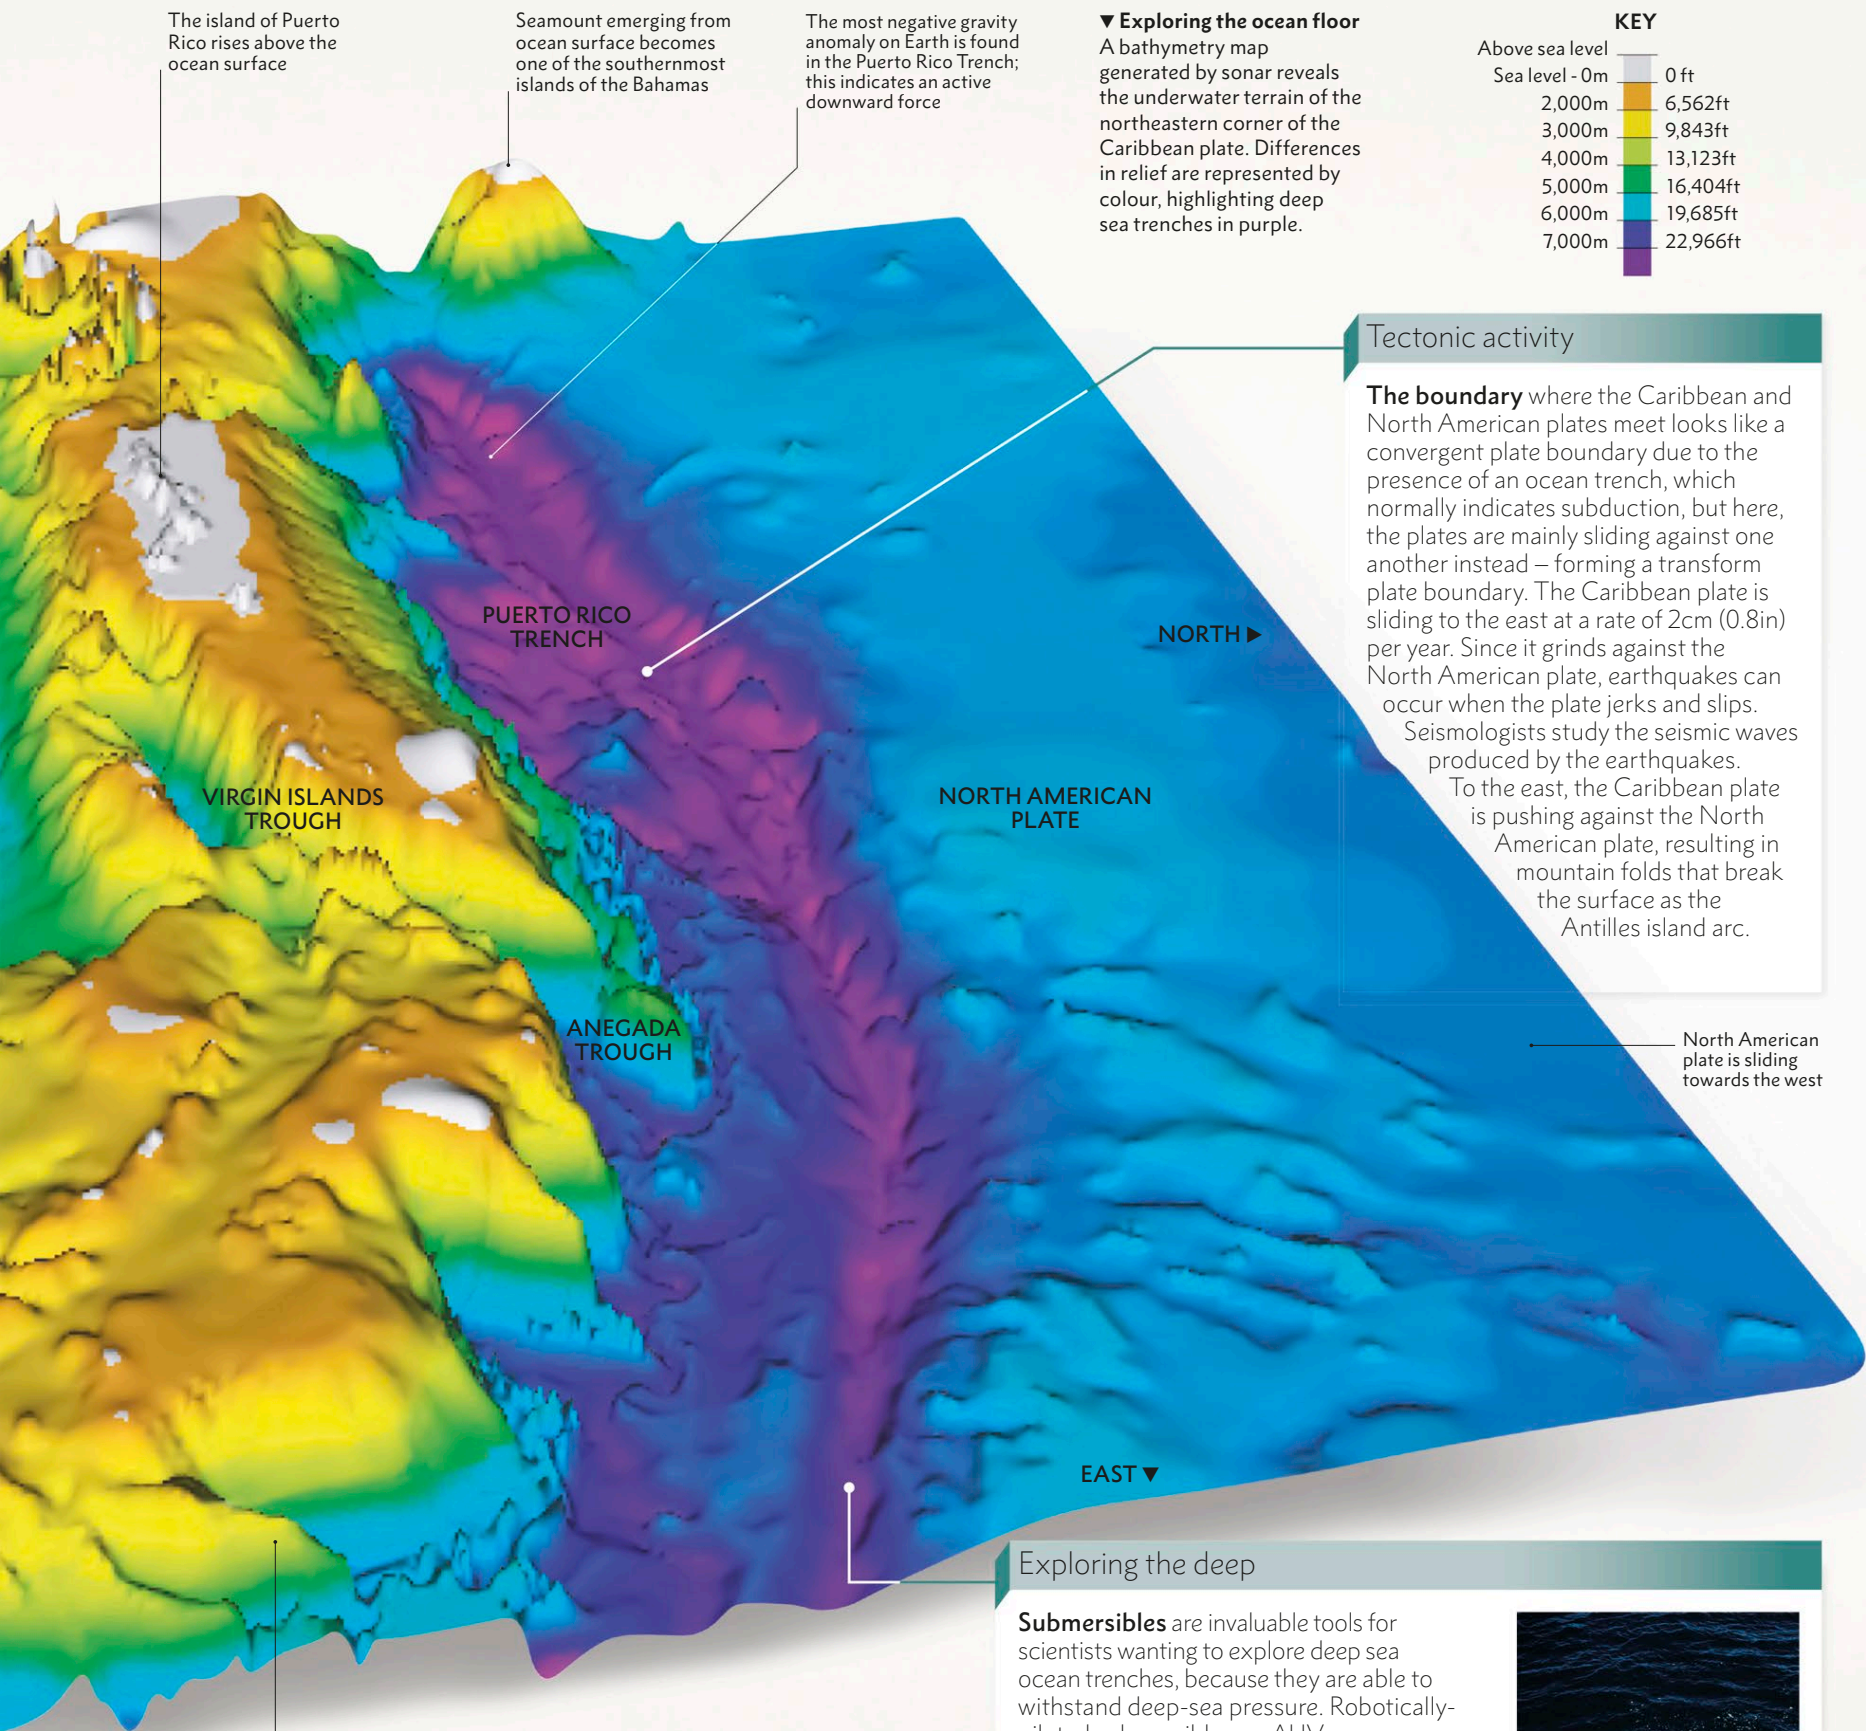 The island of Puerto
Rico rises above the
ocean surface
Seamount emerging from
ocean surface becomes
one of the southernmost
islands of the Bahamas
The most negative gravity
anomaly on Earth is found
in the Puerto Rico Trench;
this indicates an active
downward force
▼ Exploring the ocean floor
A bathymetry map
generated by sonar reveals
the underwater terrain of the
northeastern corner of the
Caribbean plate. Differences
in relief are represented by
colour, highlighting deep
sea trenches in purple.
KEY
Above sea level
Sea level - 0m 0 ft
2,000m 6,562ft
3,000m 9,843ft
4,000m 13,123ft
5,000m 16,404ft
6,000m 19,685ft
7,000m 22,966ft
Tectonic activity
The boundary where the Caribbean and
North American plates meet looks like a
convergent plate boundary due to the
presence of an ocean trench, which
normally indicates subduction, but here,
the plates are mainly sliding against one
another instead – forming a transform
plate boundary. The Caribbean plate is
sliding to the east at a rate of 2cm (0.8in)
per year. Since it grinds against the
North American plate, earthquakes can
occur when the plate jerks and slips.
Seismologists study the seismic waves
produced by the earthquakes.
To the east, the Caribbean plate
is pushing against the North
American plate, resulting in
mountain folds that break
the surface as the
Antilles island arc.
PUERTO RICO
TRENCH
NORTH ▶
VIRGIN ISLANDS
TROUGH
NORTH AMERICAN
PLATE
ANEGADA
TROUGH
North American
plate is sliding
towards the west
EAST ▼
Exploring the deep
Submersibles are invaluable tools for
scientists wanting to explore deep sea
ocean trenches, because they are able to
withstand deep-sea pressure. Robotically-